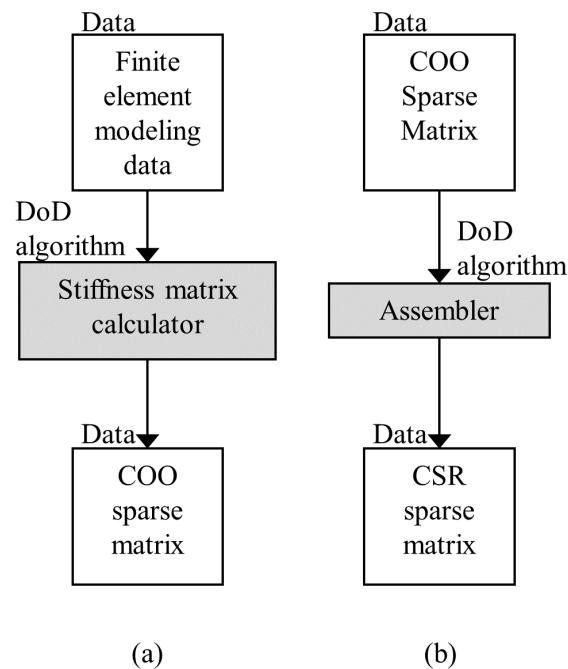 Data
Finite
element
modeling
data
DoD
algorithm
Stiffness matrix
calculator
Data
COO
sparse
matrix
(a)
Data
COO
Sparse
Matrix
DoD
algorithm
Assembler
Data
CSR
sparse
matrix
(b)